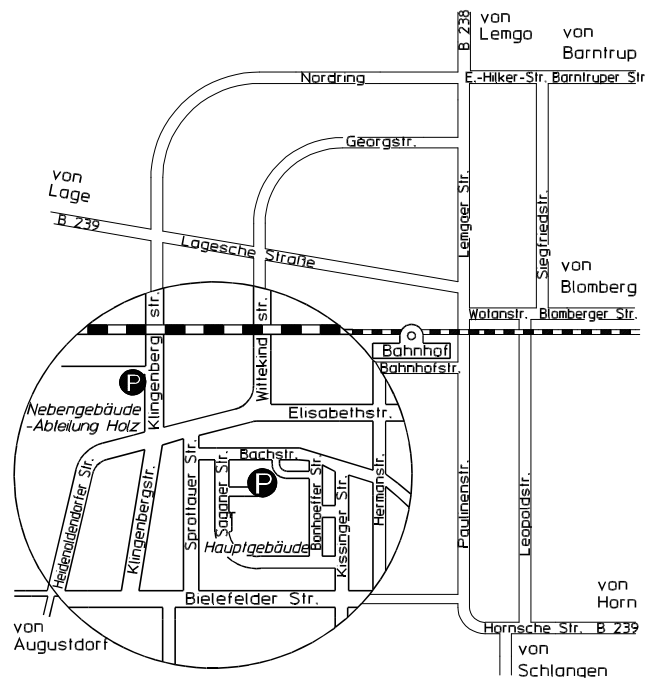 B 238
von
Lemgo
von
Barntrup
Nordring
E.-Hilker-Str.
Barntruper Str
Georgstr.
von
Lage
B 239
Lagesche Straße
Lemgaer Str.
Siegfriedstr.
von
Blomberg
Wotanstr.
Blomberger Str.
Klingenberg str.
Wittekind str.
Bahnhof
Bahnhofstr.
P
Nebengebäude
-Abteilung Holz
Elisabethstr.
Bachstr.
P
Heidenoldendorfer Str.
Klingenbergstr.
Sprottauer Str.
Saganer Str.
Hauptgebäude
Bonhoeffer Str.
Kissinger Str.
Hermanstr.
Paulinenstr.
Leopoldstr.
Bielefelder Str.
von
Augustdorf
von
Horn
Hornsche Str.
B 239
von
Schlangen